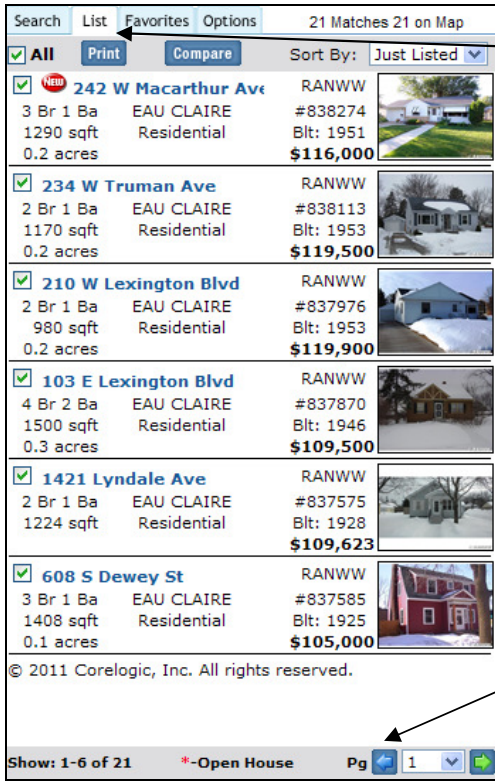 Search List Favorites Options 21 Matches 21 on Map
All Print Compare Sort By: Just Listed
NEW 242 W Macarthur Ave RANWW
3 Br 1 Ba EAU CLAIRE #838274
1290 sqft Residential Blt: 1951
0.2 acres $116,000
234 W Truman Ave RANWW
2 Br 1 Ba EAU CLAIRE #838113
1170 sqft Residential Blt: 1953
0.2 acres $119,500
210 W Lexington Blvd RANWW
2 Br 1 Ba EAU CLAIRE #837976
980 sqft Residential Blt: 1953
0.2 acres $119,900
103 E Lexington Blvd RANWW
4 Br 2 Ba EAU CLAIRE #837870
1500 sqft Residential Blt: 1946
0.3 acres $109,500
1421 Lyndale Ave RANWW
2 Br 1 Ba EAU CLAIRE #837575
1224 sqft Residential Blt: 1928
$109,623
608 S Dewey St RANWW
3 Br 1 Ba EAU CLAIRE #837585
1408 sqft Residential Blt: 1925
0.1 acres $105,000
© 2011 Corelogic, Inc. All rights reserved.
Show: 1-6 of 21 *-Open House Pg 1